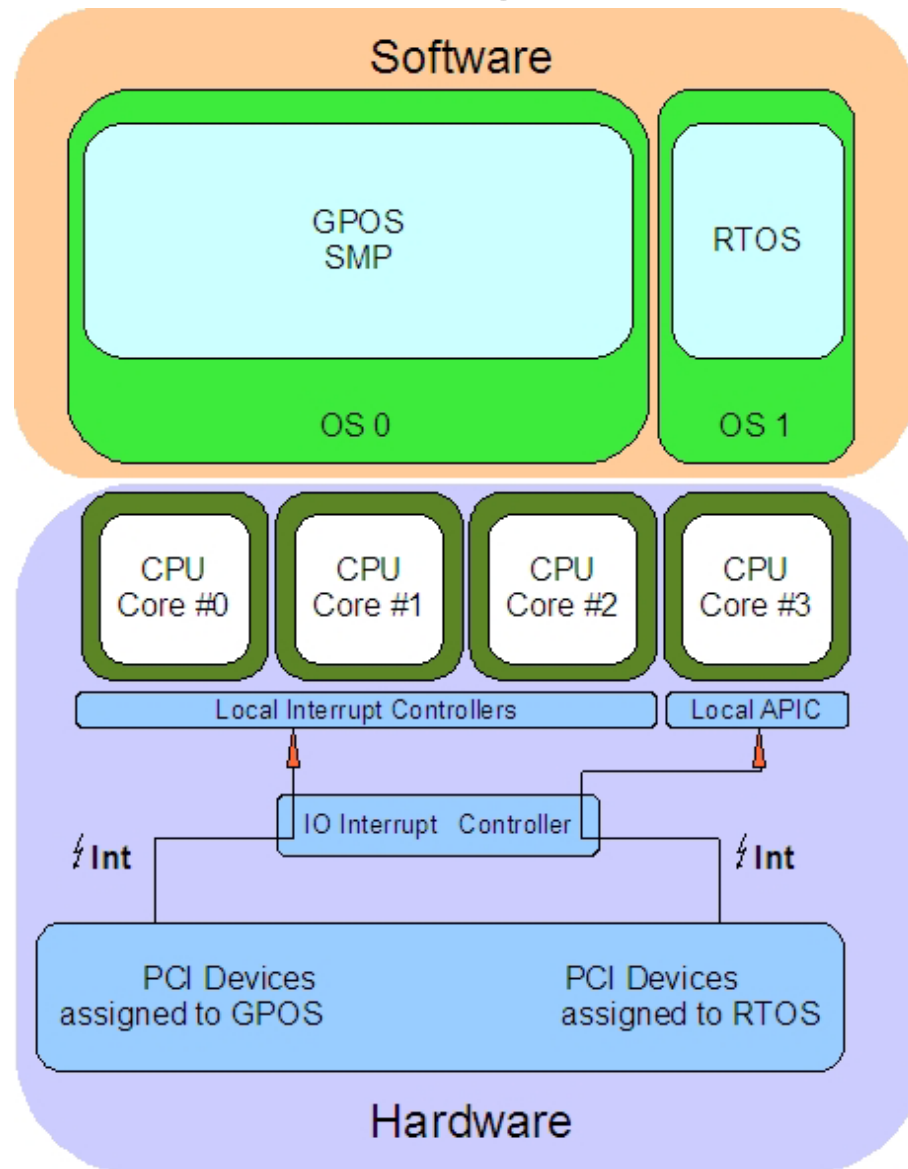 Software
GPOS
SMP
RTOS
OS 0
OS 1
CPU
Core #0
CPU
Core #1
CPU
Core #2
CPU
Core #3
Local Interrupt Controllers
Local APIC
IO Interrupt Controller
Int
Int
PCI Devices
assigned to GPOS
PCI Devices
assigned to RTOS
Hardware